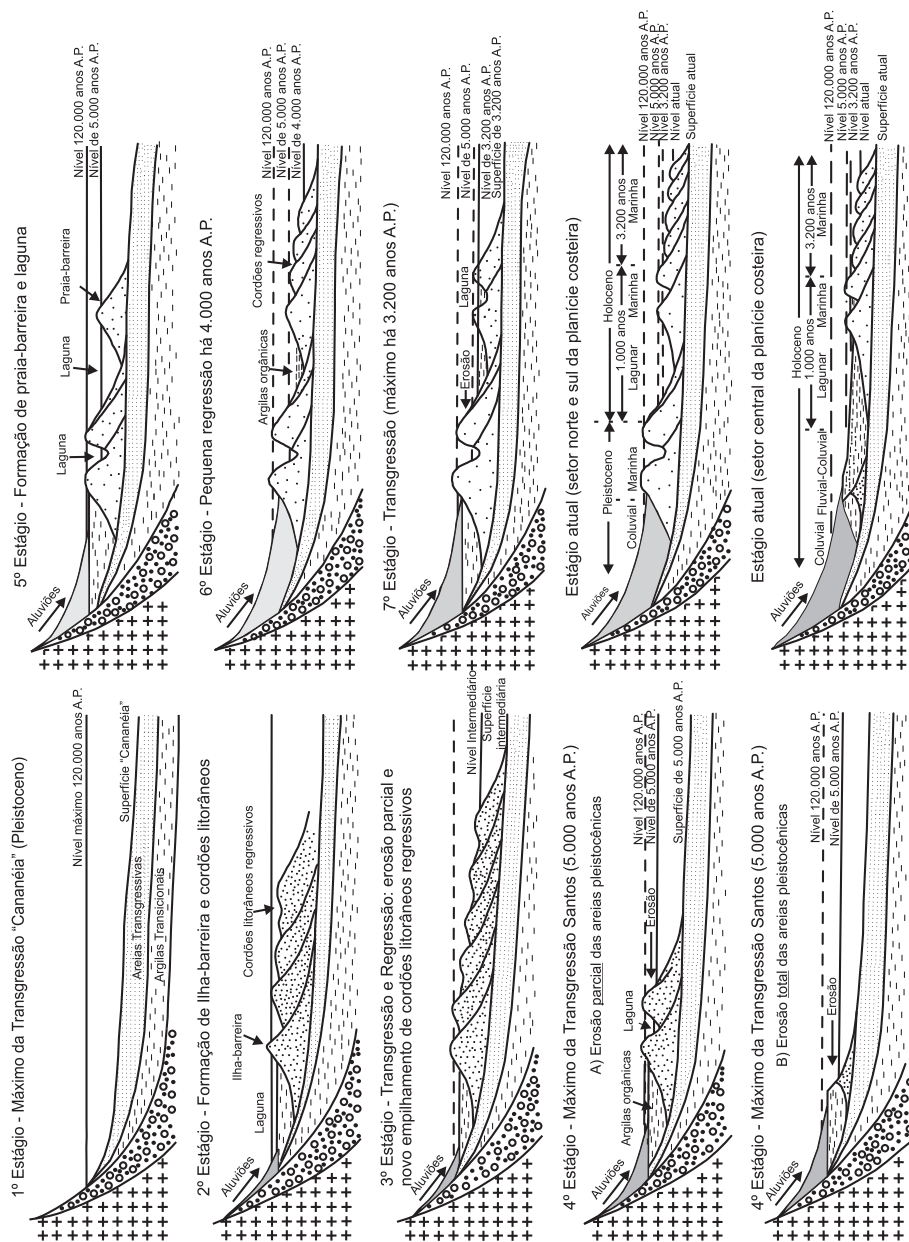 1º Estágio - Máximo da Transgressão "Cananéia" (Pleistoceno)
Nível máximo 120.000 anos A.P.
Superfície "Cananéia"
Areias Transgressivas
Argilas Transicionais
2º Estágio - Formação de Ilha-barreira e cordões litorâneos
Aluviões
Laguna
Ilha-barreira
Cordões litorâneos regressivos
3º Estágio - Transgressão e Regressão: erosão parcial e
novo empilhamento de cordões litorâneos regressivos
Aluviões
Nível Intermediário
Superfície
intermediária
4º Estágio - Máximo da Transgressão Santos (5.000 anos A.P.)
A) Erosão parcial das areias pleistocênicas
Aluviões
Argilas orgânicas
Laguna
Erosão
Nível 120.000 anos A.P.
Nível de 5.000 anos A.P.
Superfície de 5.000 anos A.P.
4º Estágio - Máximo da Transgressão Santos (5.000 anos A.P.)
B) Erosão total das areias pleistocênicas
Aluviões
Erosão
Nível 120.000 anos A.P.
Nível de 5.000 anos A.P.
5º Estágio - Formação de praia-barreira e laguna
Aluviões
Laguna
Laguna
Praia-barreira
Nível 120.000 anos A.P.
Nível de 5.000 anos A.P.
6º Estágio - Pequena regressão há 4.000 anos A.P.
Aluviões
Argilas orgânicas
Cordões regressivos
Nível 120.000 anos A.P.
Nível de 5.000 anos A.P.
Nível de 4.000 anos A.P.
7º Estágio - Transgressão (máximo há 3.200 anos A.P.)
Aluviões
Erosão
Laguna
Nível 120.000 anos A.P.
Nível de 5.000 anos A.P.
Nível de 3.200 anos A.P.
Superfície de 3.200 anos A.P.
Estágio atual (setor norte e sul da planície costeira)
Aluviões
Pleistoceno
Holoceno
1.000 anos
3.200 anos
Coluvial
Marinha
Lagunar
Marinha
Marinha
Nível 120.000 anos A.P.
Nível 5.000 anos A.P.
Nível 3.200 anos A.P.
Nível atual
Superfície atual
Estágio atual (setor central da planície costeira)
Aluviões
Holoceno
1.000 anos
3.200 anos
Coluvial
Fluvial-Coluvial
Lagunar
Marinha
Marinha
Nível 120.000 anos A.P.
Nível 5.000 anos A.P.
Nível 3.200 anos A.P.
Nível atual
Superfície atual